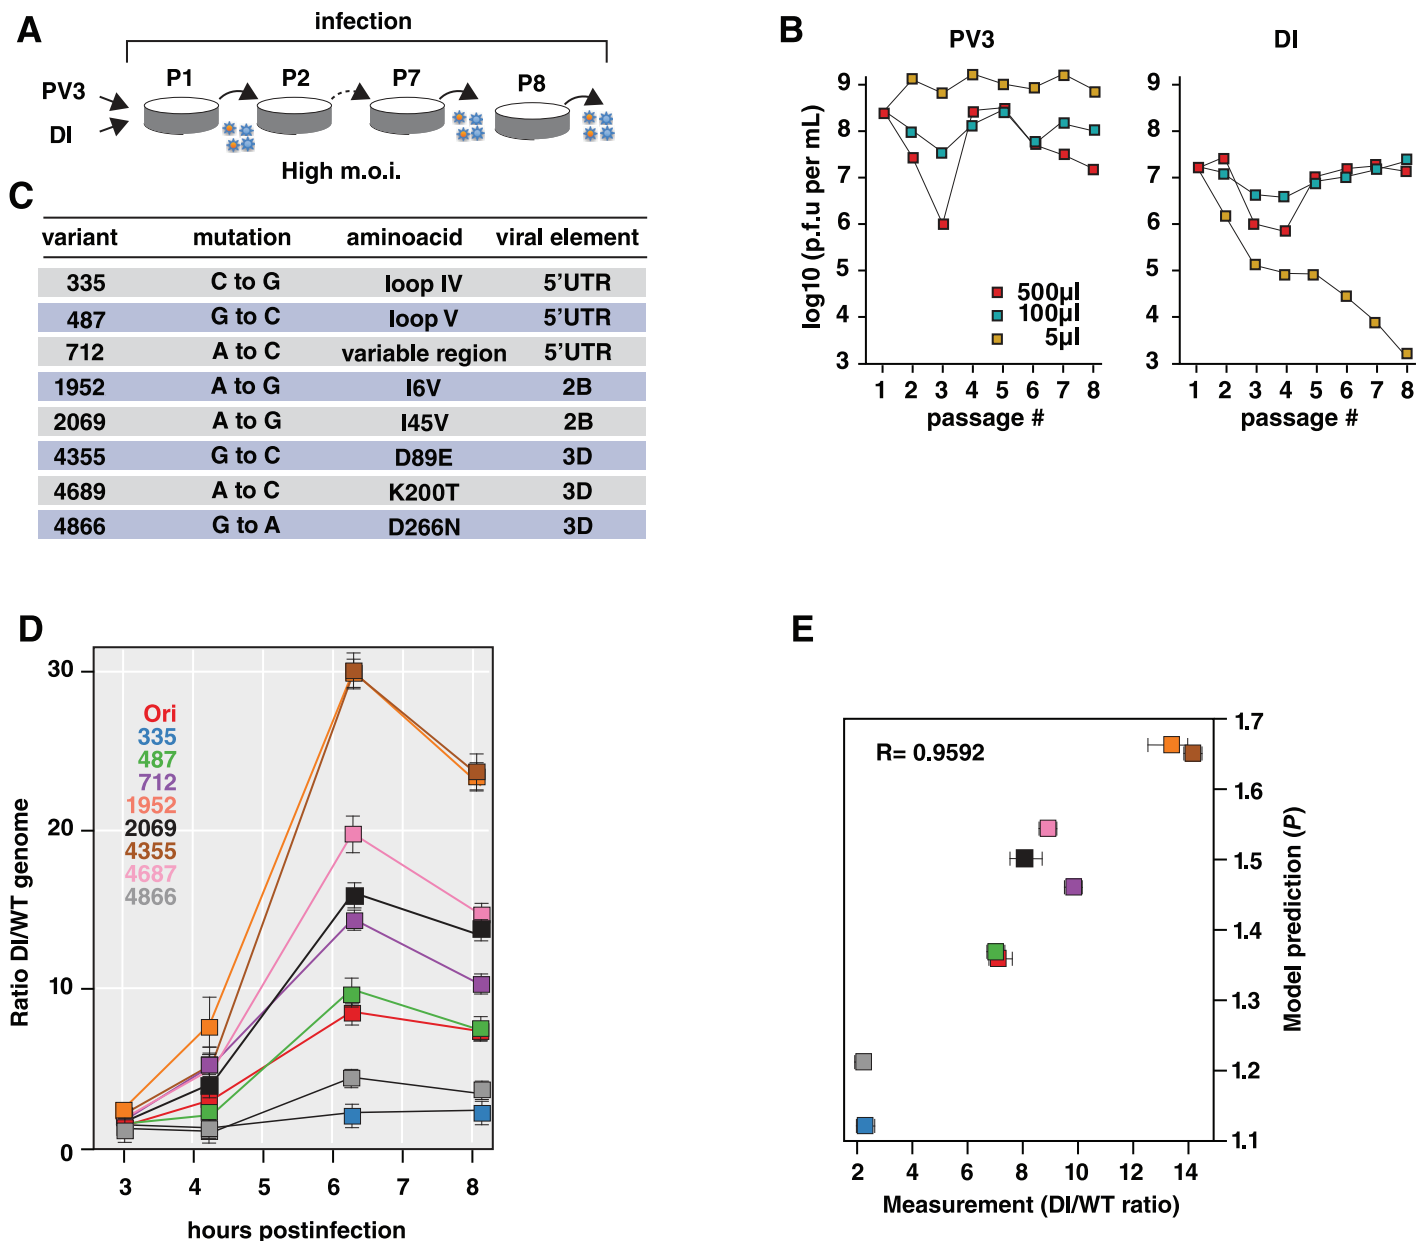 A
infection
PV3
DI
P1
P2
P7
P8
High m.o.i.
B
PV3
DI
log10 (p.f.u per mL)
9
8
7
6
5
4
3
500µl
100µl
5µl
1 2 3 4 5 6 7 8
passage #
9
8
7
6
5
4
3
1 2 3 4 5 6 7 8
passage #
C
variant mutation aminoacid viral element
335 C to G loop IV 5’UTR
487 G to C loop V 5’UTR
712 A to C variable region 5’UTR
1952 A to G I6V 2B
2069 A to G I45V 2B
4355 G to C D89E 3D
4689 A to C K200T 3D
4866 G to A D266N 3D
D
Ratio DI/WT genome
30
20
10
0
Ori
335
487
712
1952
2069
4355
4687
4866
3 4 5 6 7 8
hours postinfection
E
R= 0.9592
1.7
1.6
1.5
1.4
1.3
1.2
1.1
Model prediction (P)
2 4 6 8 10 12 14
Measurement (DI/WT ratio)